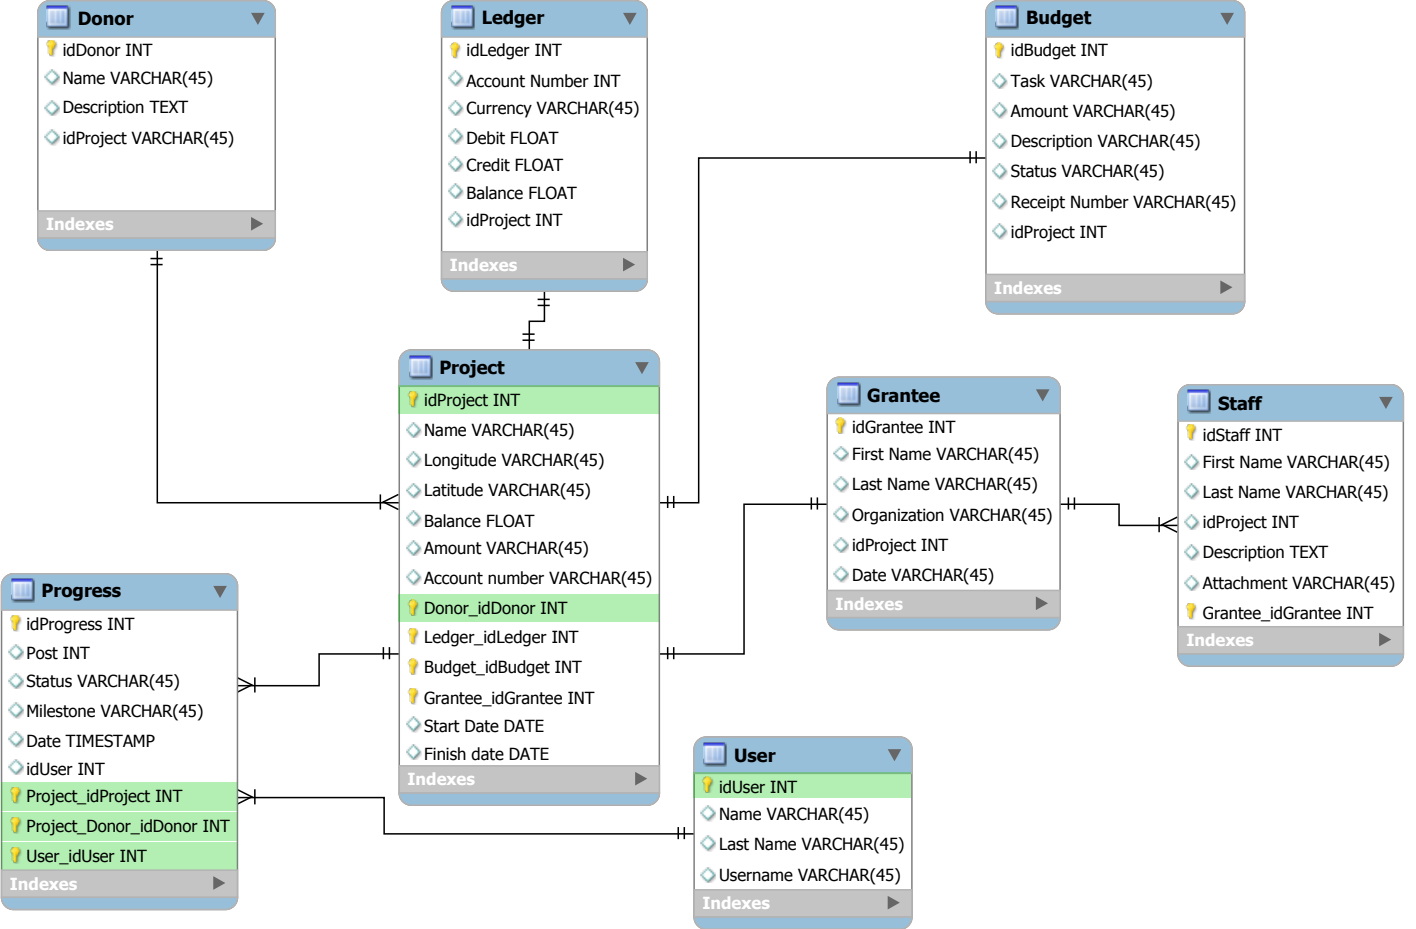 Donor
idDonor INT
Name VARCHAR(45)
Description TEXT
idProject VARCHAR(45)
Indexes
Ledger
idLedger INT
Account Number INT
Currency VARCHAR(45)
Debit FLOAT
Credit FLOAT
Balance FLOAT
idProject INT
Indexes
Budget
idBudget INT
Task VARCHAR(45)
Amount VARCHAR(45)
Description VARCHAR(45)
Status VARCHAR(45)
Receipt Number VARCHAR(45)
idProject INT
Indexes
Project
idProject INT
Name VARCHAR(45)
Longitude VARCHAR(45)
Latitude VARCHAR(45)
Balance FLOAT
Amount VARCHAR(45)
Account number VARCHAR(45)
Donor_idDonor INT
Ledger_idLedger INT
Budget_idBudget INT
Grantee_idGrantee INT
Start Date DATE
Finish date DATE
Indexes
Grantee
idGrantee INT
First Name VARCHAR(45)
Last Name VARCHAR(45)
Organization VARCHAR(45)
idProject INT
Date VARCHAR(45)
Indexes
Staff
idStaff INT
First Name VARCHAR(45)
Last Name VARCHAR(45)
idProject INT
Description TEXT
Attachment VARCHAR(45)
Grantee_idGrantee INT
Indexes
Progress
idProgress INT
Post INT
Status VARCHAR(45)
Milestone VARCHAR(45)
Date TIMESTAMP
idUser INT
Project_idProject INT
Project_Donor_idDonor INT
User_idUser INT
Indexes
User
idUser INT
Name VARCHAR(45)
Last Name VARCHAR(45)
Username VARCHAR(45)
Indexes